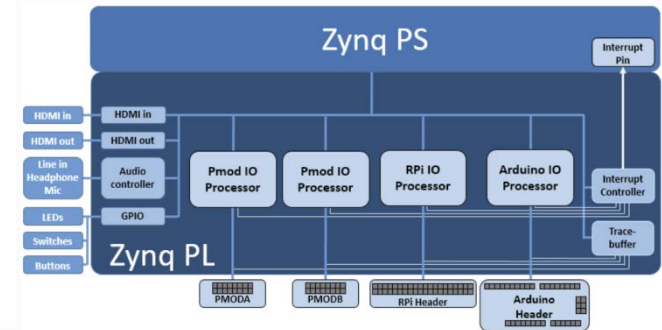 Zynq PS
Interrupt
Pin
HDMI in
HDMI in
HDMI out
HDMI out
Line in
Headphone
Mic
Audio
controller
Pmod IO
Processor
Pmod IO
Processor
RPi IO
Processor
Arduino IO
Processor
Interrupt
Controller
LEDs
GPIO
Switches
Buttons
Zynq PL
Trace-
buffer
PMODA
PMODB
RPi Header
Arduino
Header